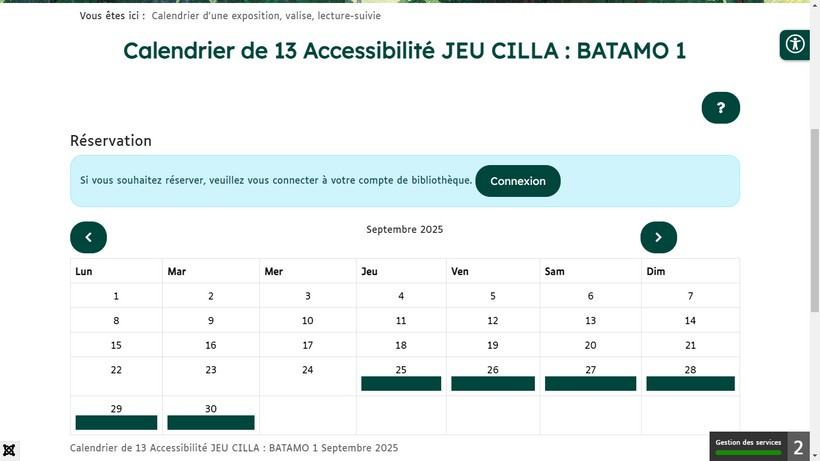 Vous êtes ici : Calendrier d'une exposition, valise, lecture-suivie
Calendrier de 13 Accessibilité JEU CILLA : BATAMO 1
?
Réservation
Si vous souhaitez réserver, veuillez vous connecter à votre compte de bibliothèque. Connexion
Septembre 2025
Lun Mar Mer Jeu Ven Sam Dim
1 2 3 4 5 6 7
8 9 10 11 12 13 14
15 16 17 18 19 20 21
22 23 24 25 26 27 28
29 30
Calendrier de 13 Accessibilité JEU CILLA : BATAMO 1 Septembre 2025
Gestion des services 2